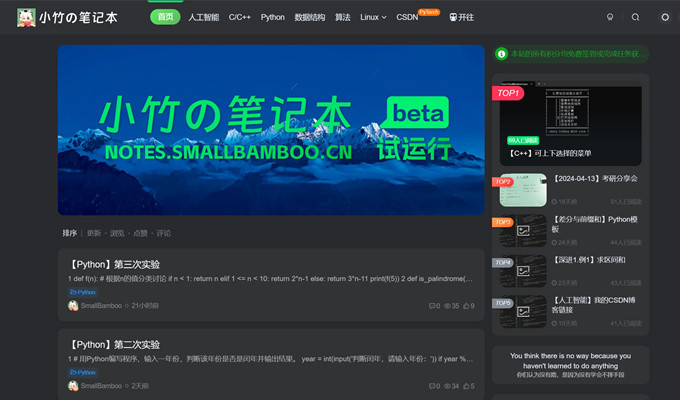 小竹の笔记本
首页
人工智能
C/C++
Python
数据结构
算法
Linux
CSDN
PyTorch
开往
小竹の笔记本
beta
NOTES.SMALLBAMBOO.CN
试运行
本站的所有积分均免费签到或完成任务获...
TOP1
59人已阅读
【C++】可上下选择的菜单
TOP2
【2024-04-13】考研分享会
18天前
51人已阅读
TOP3
【差分与前缀和】Python模
板
24天前
44人已阅读
TOP4
【深进1.例1】求区间和
23天前
43人已阅读
TOP5
【人工智能】我的CSDN博
客链接
19天前
41人已阅读
排序
更新
浏览
点赞
评论
【Python】第三次实验
1 def f(n): # 根据n的值分类讨论 if n < 1: return n elif 1 <= n < 10: return 2*n-1 else: return 3*n-11 print(f(5)) 2 def is_palindrome(...
Python
SmallBamboo
21小时前
0
35
9
【Python】第二次实验
1 # 用Python编写程序，输入一年份，判断该年份是否是闰年并输出结果。 year = int(input("判断闰年，请输入年份：")) if year %...
Python
SmallBamboo
2天前
0
34
5
You think there is no way because you
haven't learned to do anything
你们认为没有路，是因为没有学会不择手段